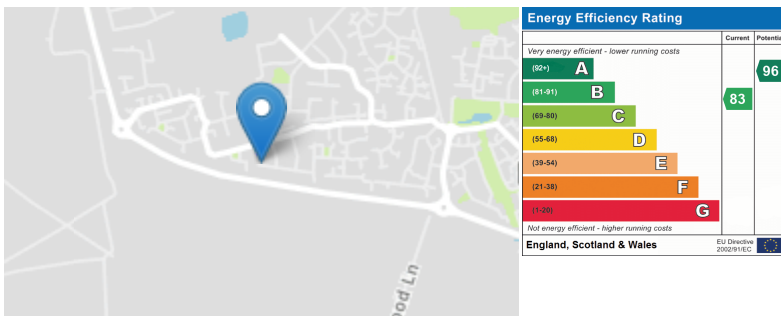 ood Ln
Energy Efficiency Rating
Current Potentia
Very energy efficient - lower running costs
(92+) A
96
(81-91) B
83
(69-80) C
(55-68) D
(39-54) E
(21-38) F
(1-20) G
Not energy efficient - higher running costs
England, Scotland & Wales
EU Directive
2002/91/EC